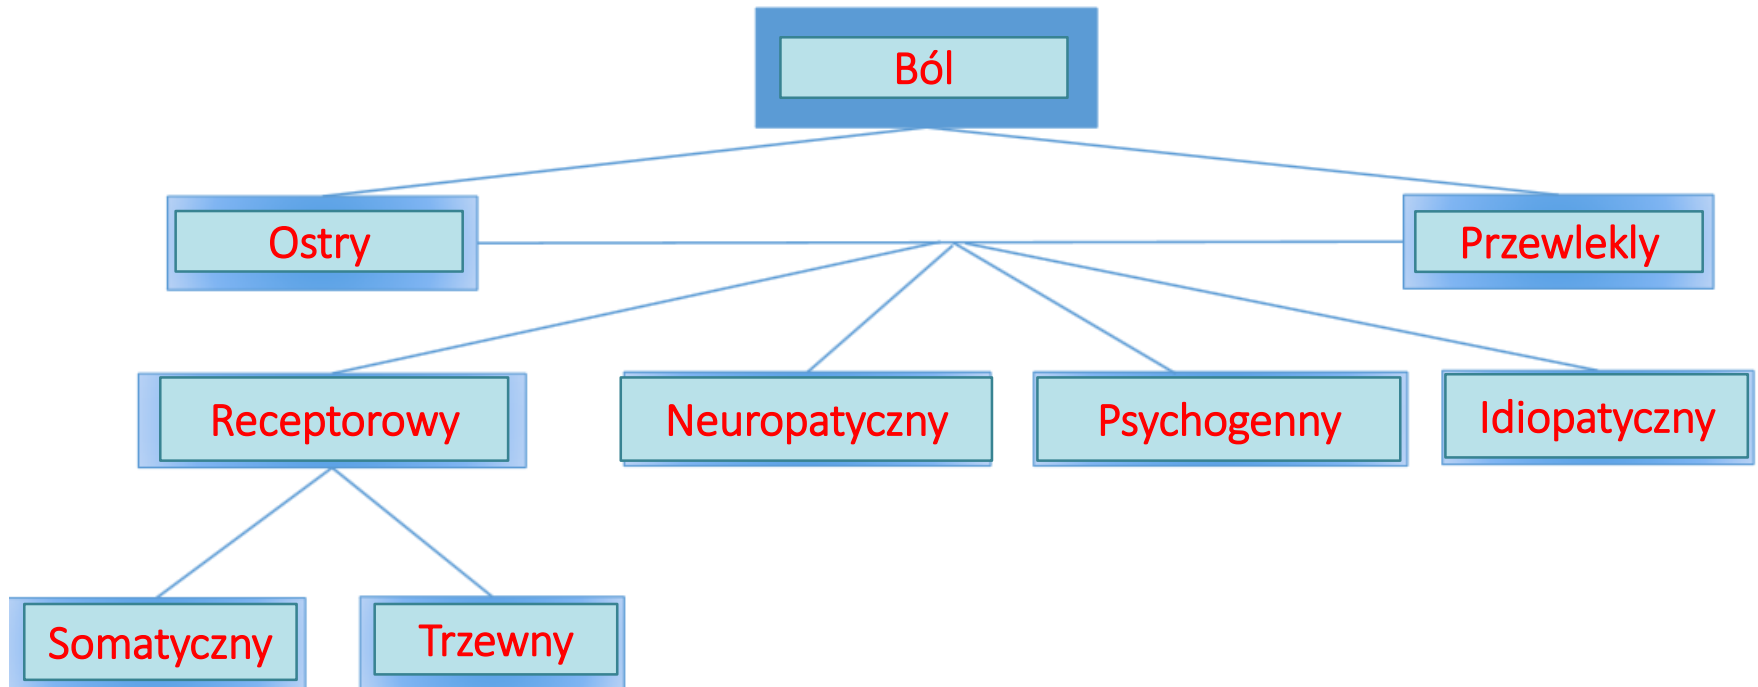 Ból
Ostry
Przewlekly
Receptorowy
Neuropatyczny
Psychogenny
Idiopatyczny
Somatyczny
Trzewny